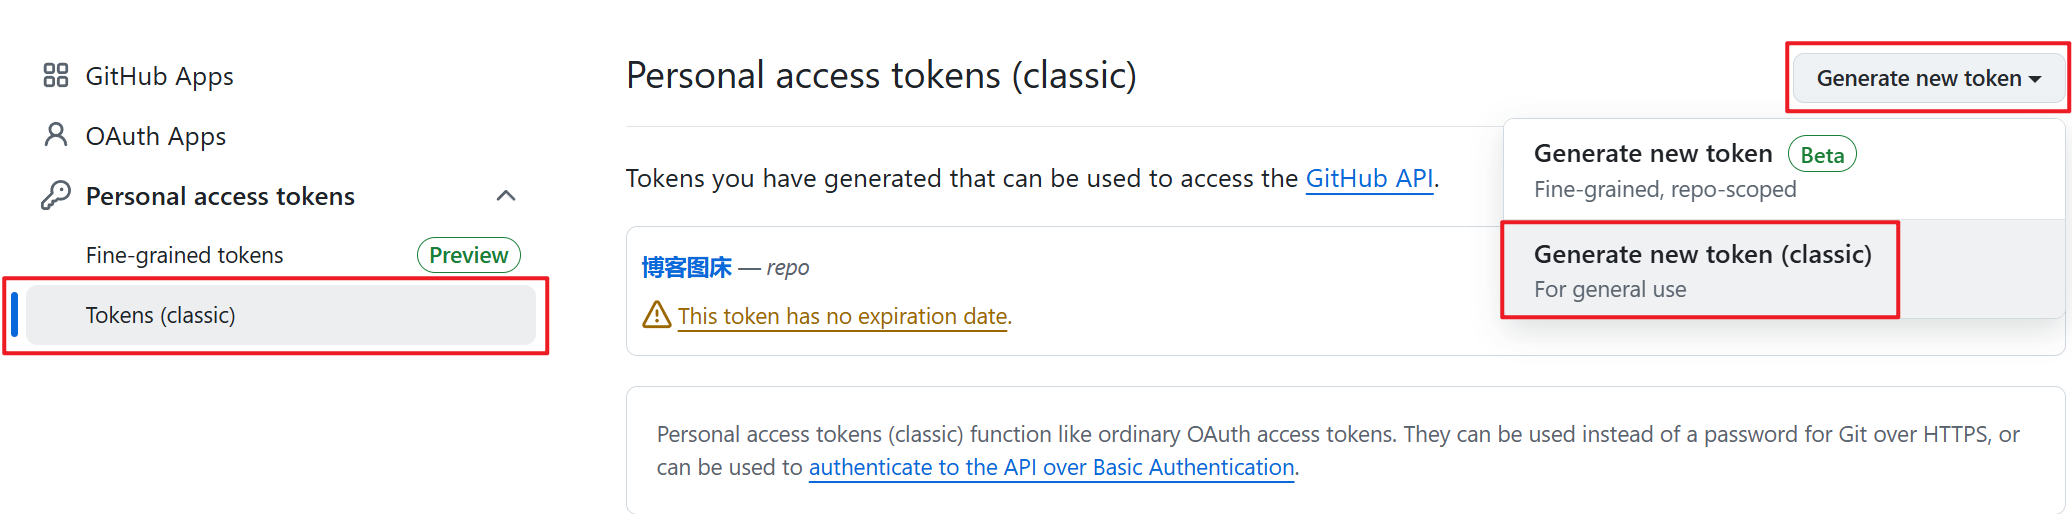 GitHub Apps
OAuth Apps
Personal access tokens
Fine-grained tokens Preview
Tokens (classic)
Personal access tokens (classic)
Generate new token
Generate new token Beta
Fine-grained, repo-scoped
Generate new token (classic)
For general use
Tokens you have generated that can be used to access the GitHub API.
博客图床 — repo
This token has no expiration date.
Personal access tokens (classic) function like ordinary OAuth access tokens. They can be used instead of a password for Git over HTTPS, or
can be used to authenticate to the API over Basic Authentication.